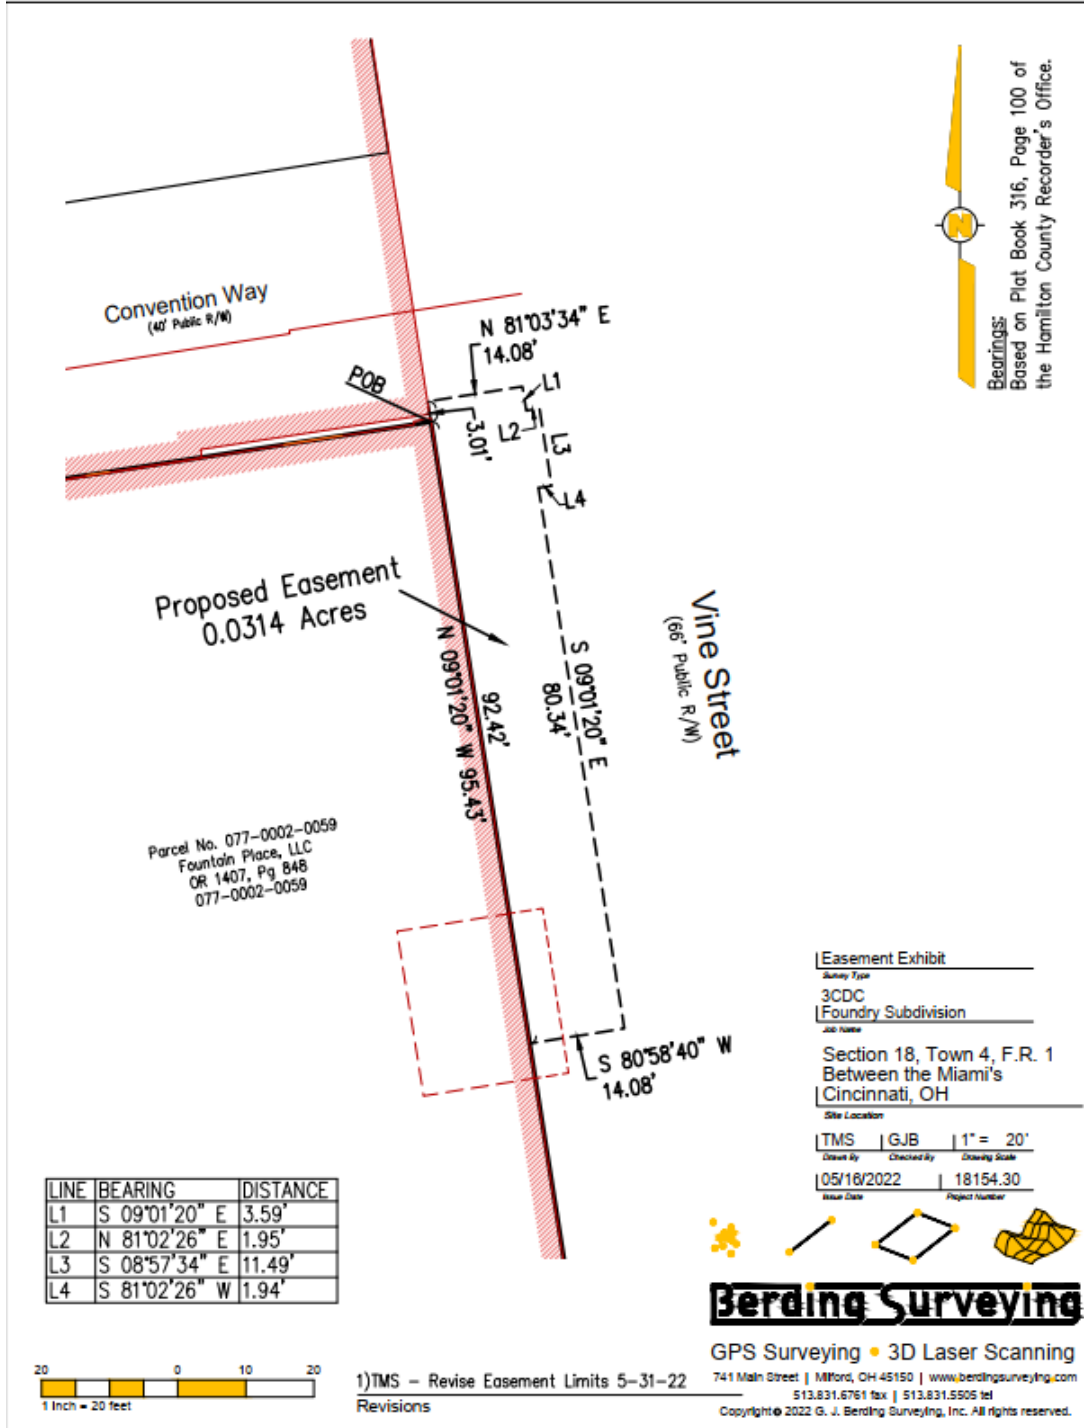 Bearings:
Based on Plat Book 316, Page 100 of
the Hamilton County Recorder's Office.
N
Convention Way
(40' Public R/W)
N 81°03'34" E
14.08'
POB
L1
L2
3.01'
L3
L4
Proposed Easement
0.0314 Acres
N 09°01'20" W 95.43'
92.42'
S 09°01'20" E
80.34'
Vine Street
(66' Public R/W)
Parcel No. 077-0002-0059
Fountain Place, LLC
OR 1407, Pg 848
077-0002-0059
S 80°58'40" W
14.08'
Easement Exhibit
Survey Type
3CDC
Foundry Subdivision
Job Name
Section 18, Town 4, F.R. 1
Between the Miami's
Cincinnati, OH
Site Location
TMS GJB 1" = 20'
Drawn By Checked By Drawing Scale
05/16/2022 18154.30
Issue Date Project Number
LINE BEARING DISTANCE
L1 S 09°01'20" E 3.59'
L2 N 81°02'26" E 1.95'
L3 S 08°57'34" E 11.49'
L4 S 81°02'26" W 1.94'
Berding Surveying
GPS Surveying • 3D Laser Scanning
741 Main Street | Milford, OH 45150 | www.berdingsurveying.com
513.831.6761 fax | 513.831.5505 tel
Copyright © 2022 G. J. Berding Surveying, Inc. All rights reserved.
20 0 10 20
1 inch = 20 feet
1)TMS - Revise Easement Limits 5-31-22
Revisions